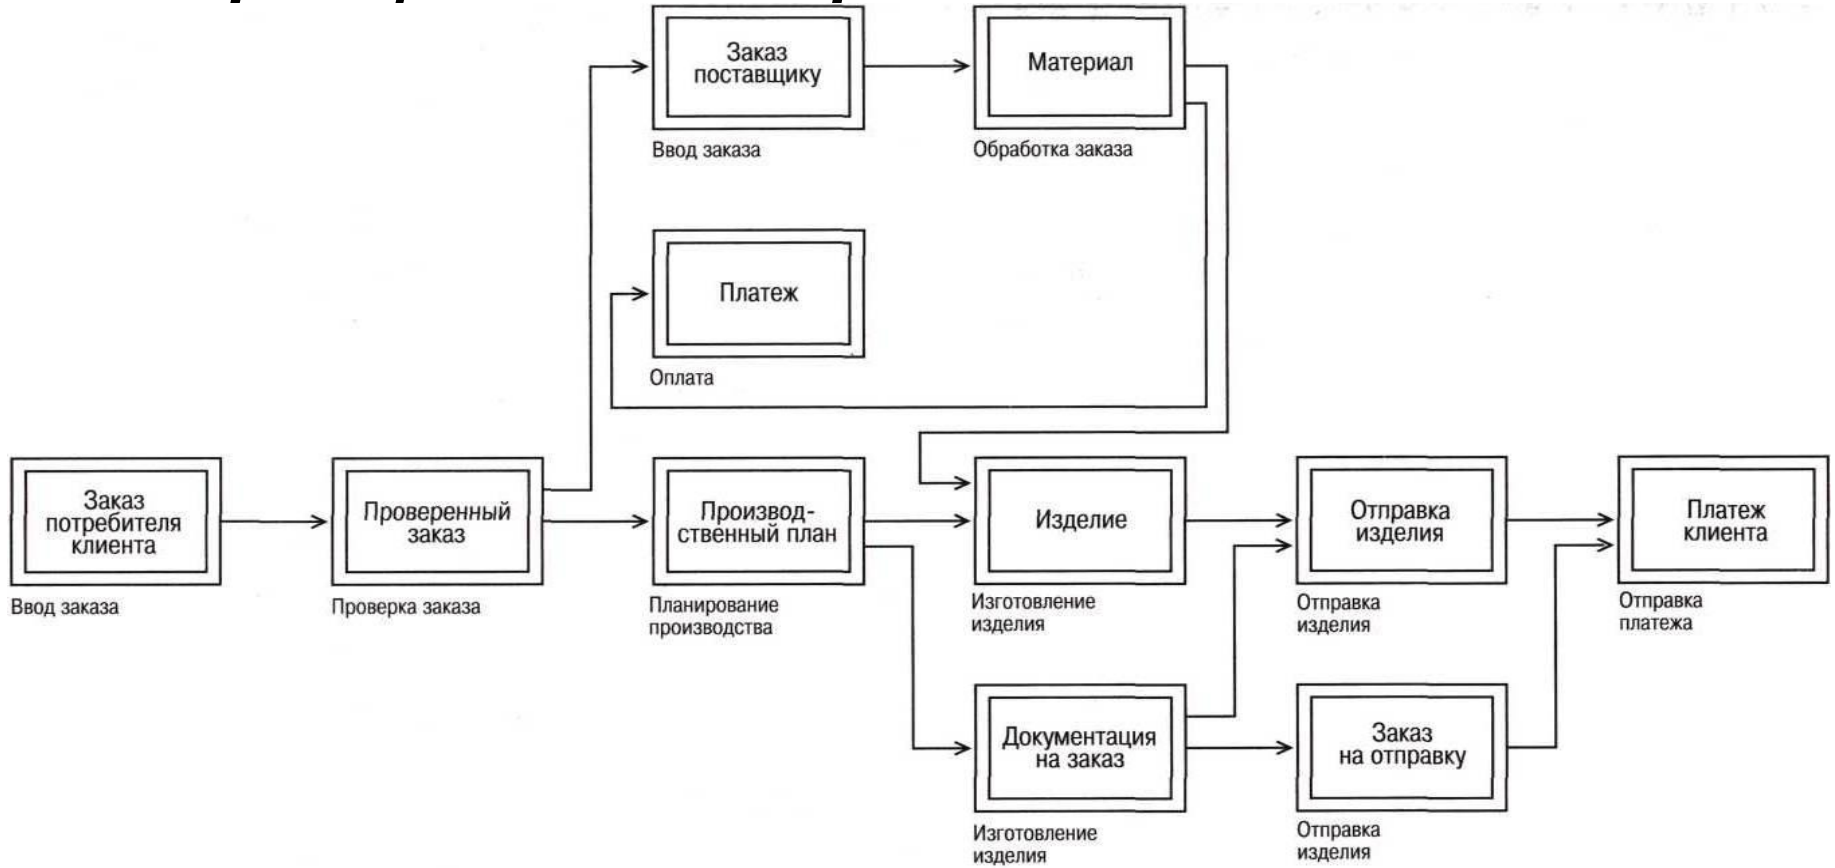 Заказ
поставщику
Ввод заказа
Материал
Обработка заказа
Платеж
Оплата
Заказ
потребителя
клиента
Ввод заказа
Проверенный
заказ
Проверка заказа
Производ-
ственный план
Планирование
производства
Изделие
Изготовление
изделия
Отправка
изделия
Отправка
изделия
Платеж
клиента
Отправка
платежа
Документация
на заказ
Изготовление
изделия
Заказ
на отправку
Отправка
изделия